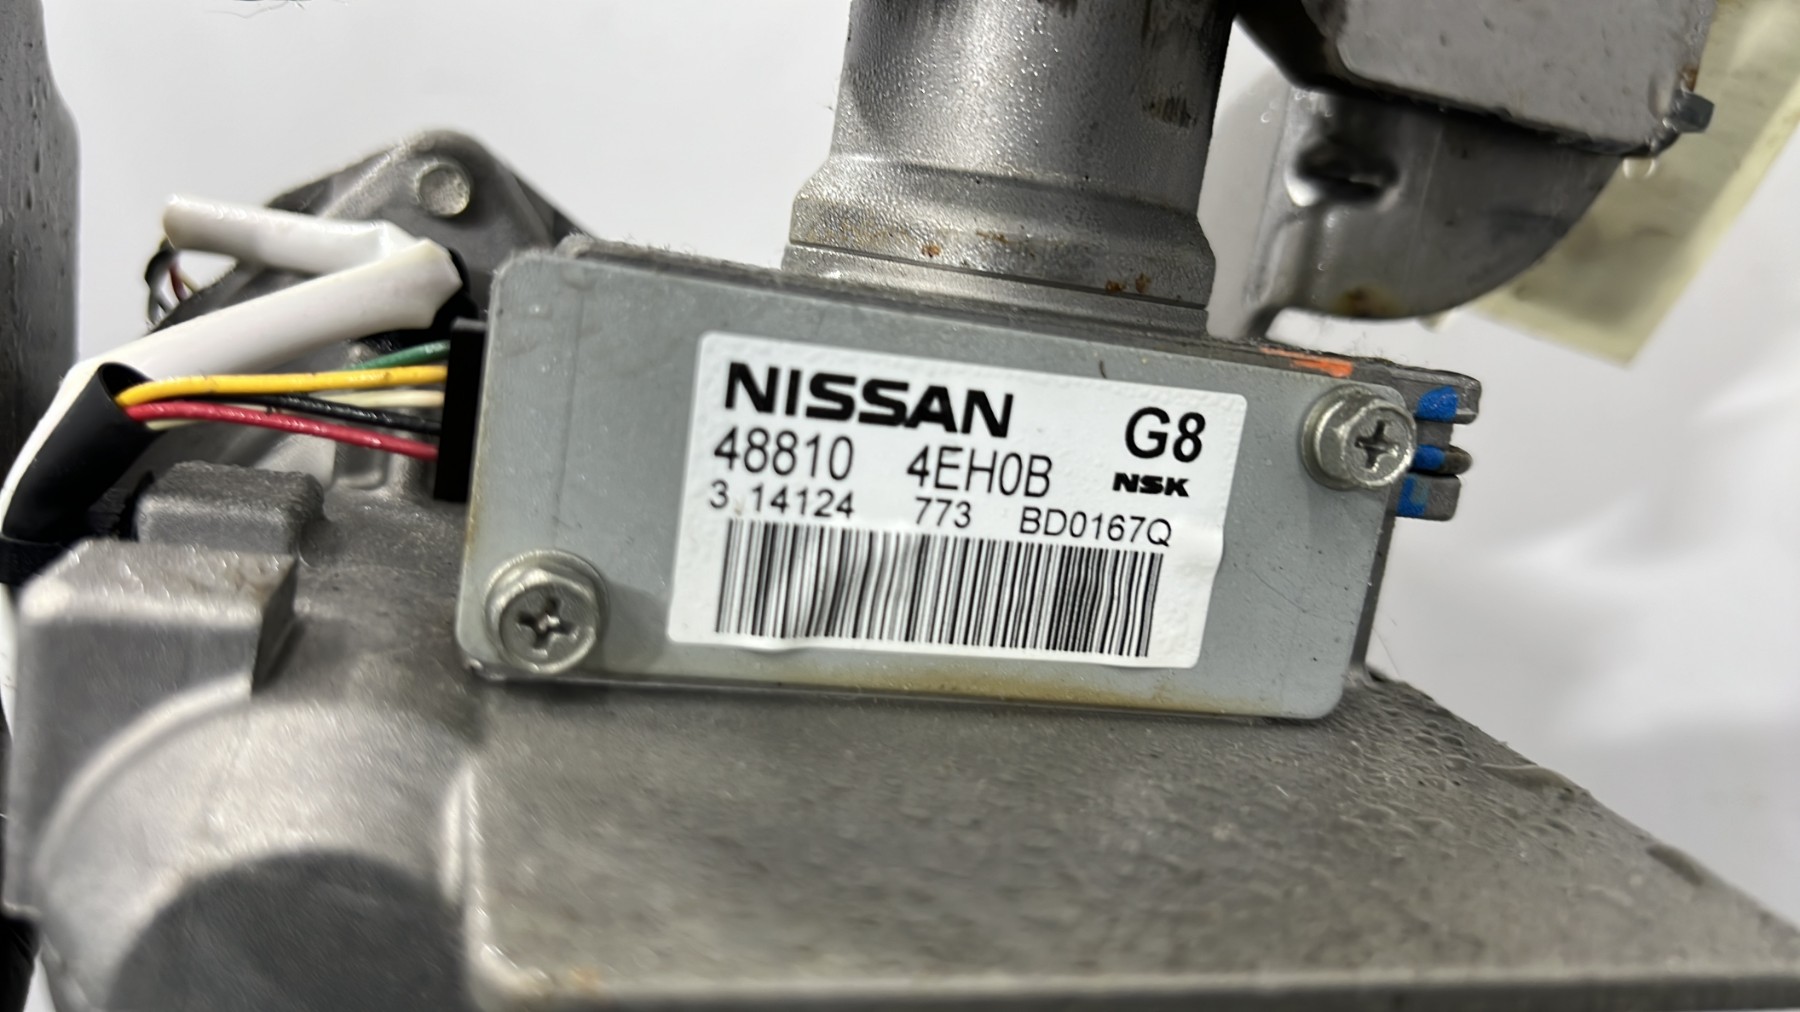 NISSAN G8
48810 4EH0B NSK
3.14124 773 BD0167Q